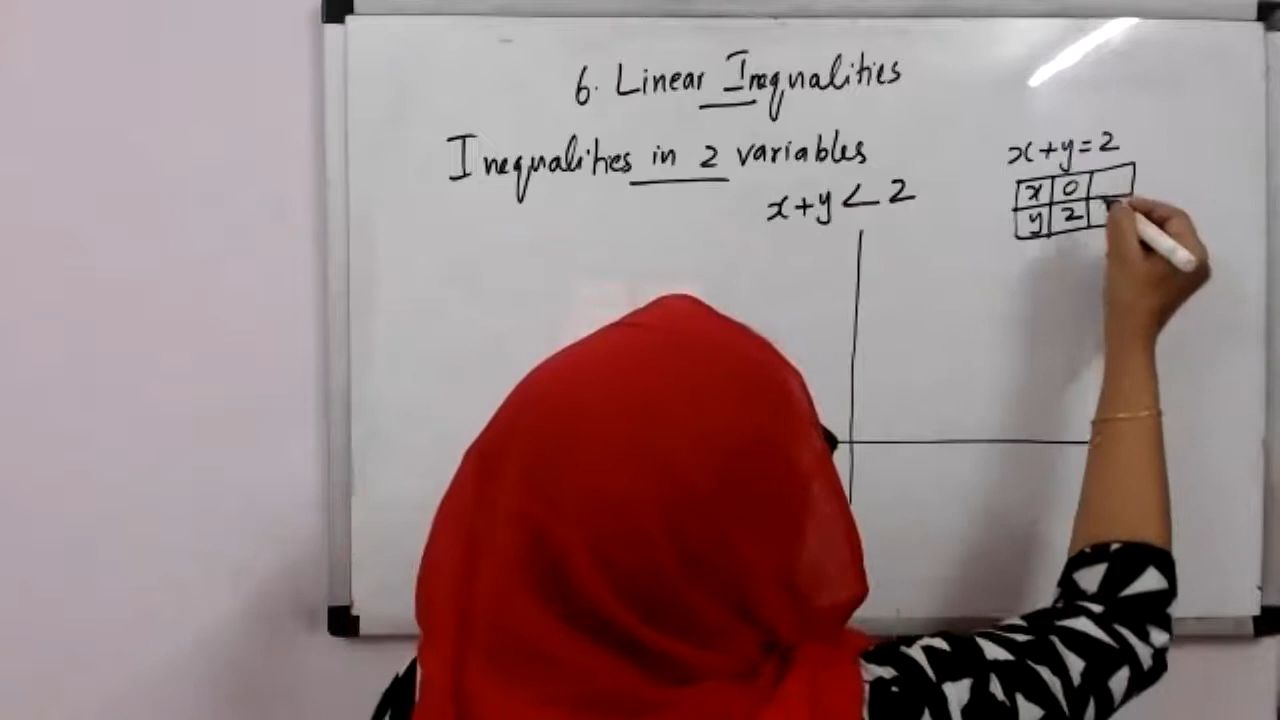 6. Linear Inequalities
Inequalities in 2 variables
x+y<2
x+y=2
x 0
y 2